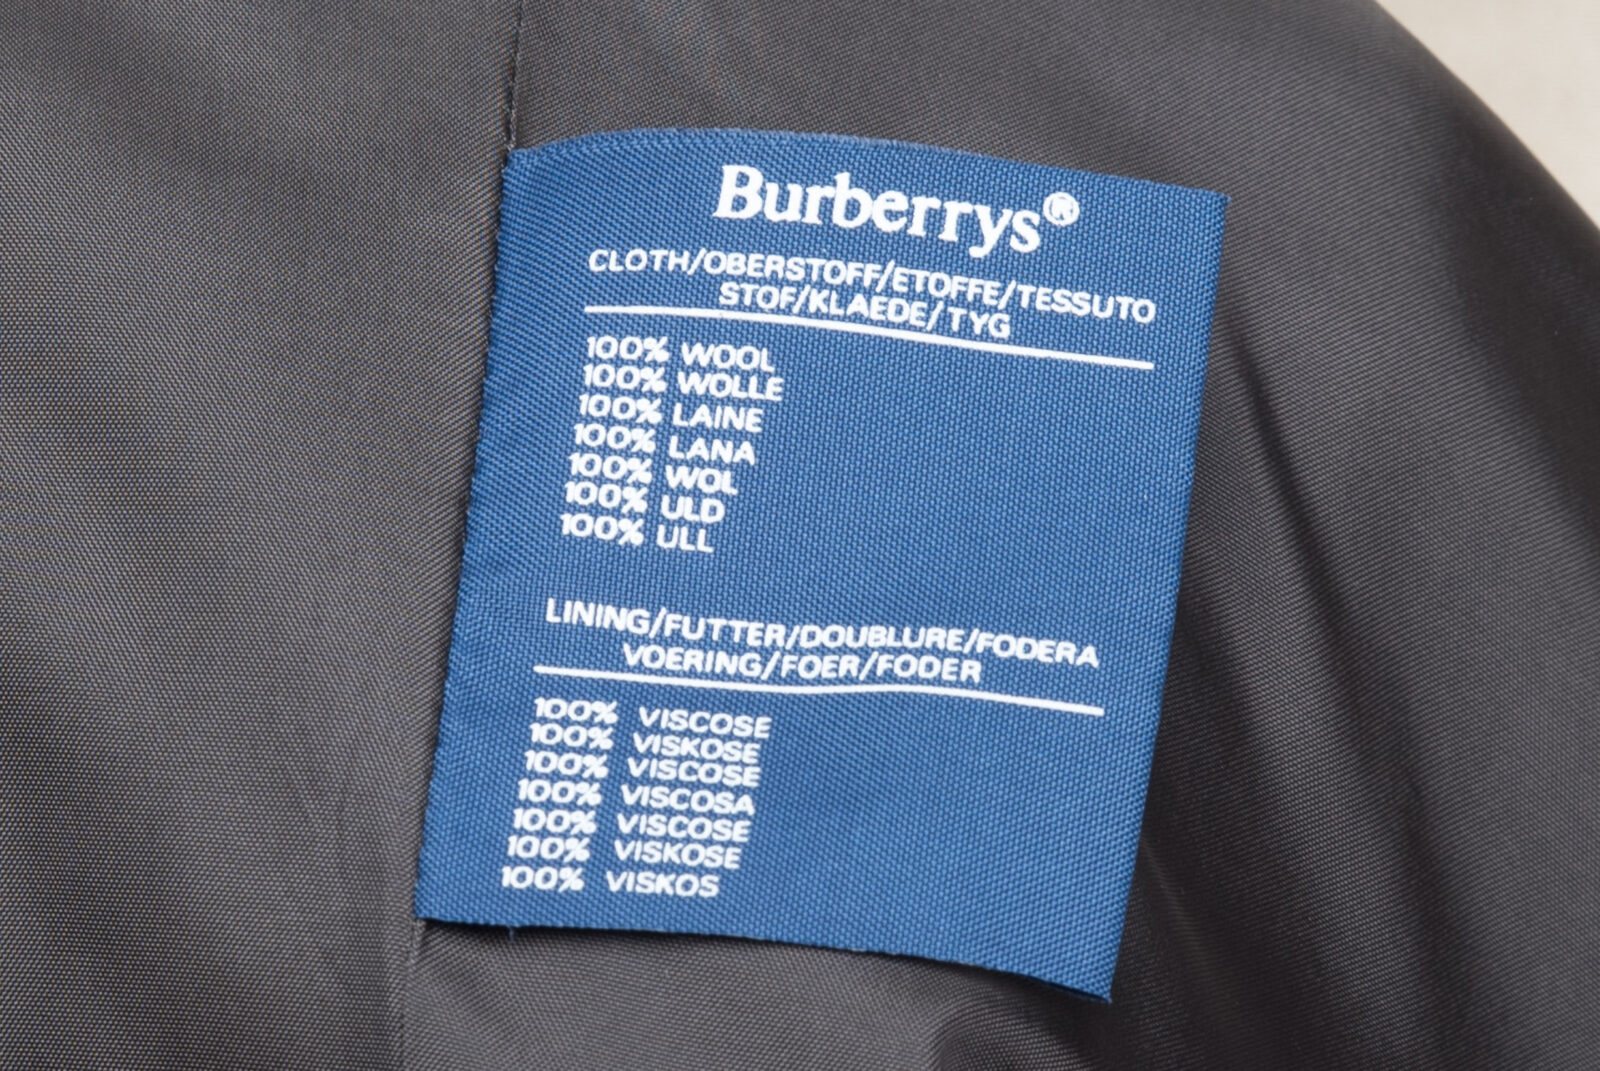 Burberrys®
CLOTH/OBERSTOFF/ETOFFE/TESSUTO
STOF/KLAEDE/TYG
100% WOOL
100% WOLLE
100% LAINE
100% LANA
100% WOL
100% ULD
100% ULL
LINING/FUTTER/DOUBLURE/FODERA
VOERING/FOER/FODER
100% VISCOSE
100% VISKOSE
100% VISCOSE
100% VISCOSA
100% VISCOSE
100% VISKOSE
100% VISKOS